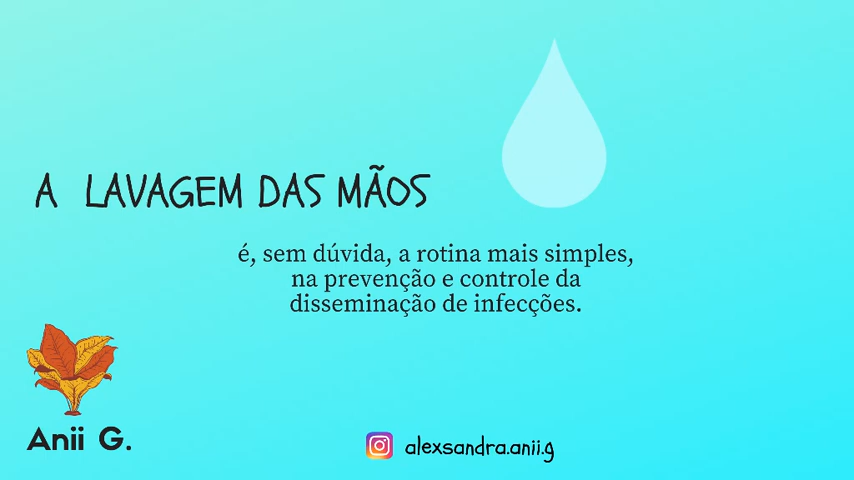 A LAVAGEM DAS MÃOS
é, sem dúvida, a rotina mais simples,
na prevenção e controle da
disseminação de infecções.
Anii G.
alexsandra.anii.g